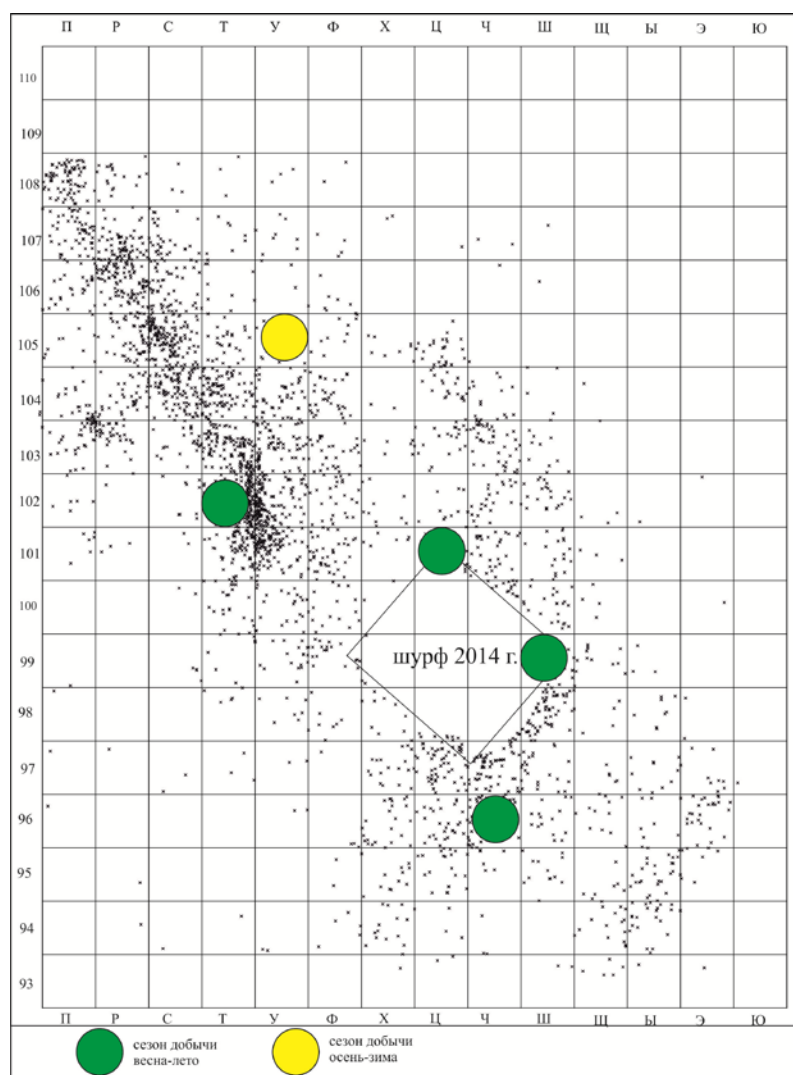 П Р С Т У Ф Х Ц Ч Ш Щ Ы Э Ю
110
109
108
107
106
105
104
103
102
101
100
шурф 2014 г.
99
98
97
96
95
94
93
П Р С Т У Ф Х Ц Ч Ш Щ Ы Э Ю
сезон добычи
весна-лето
сезон добычи
осень-зима